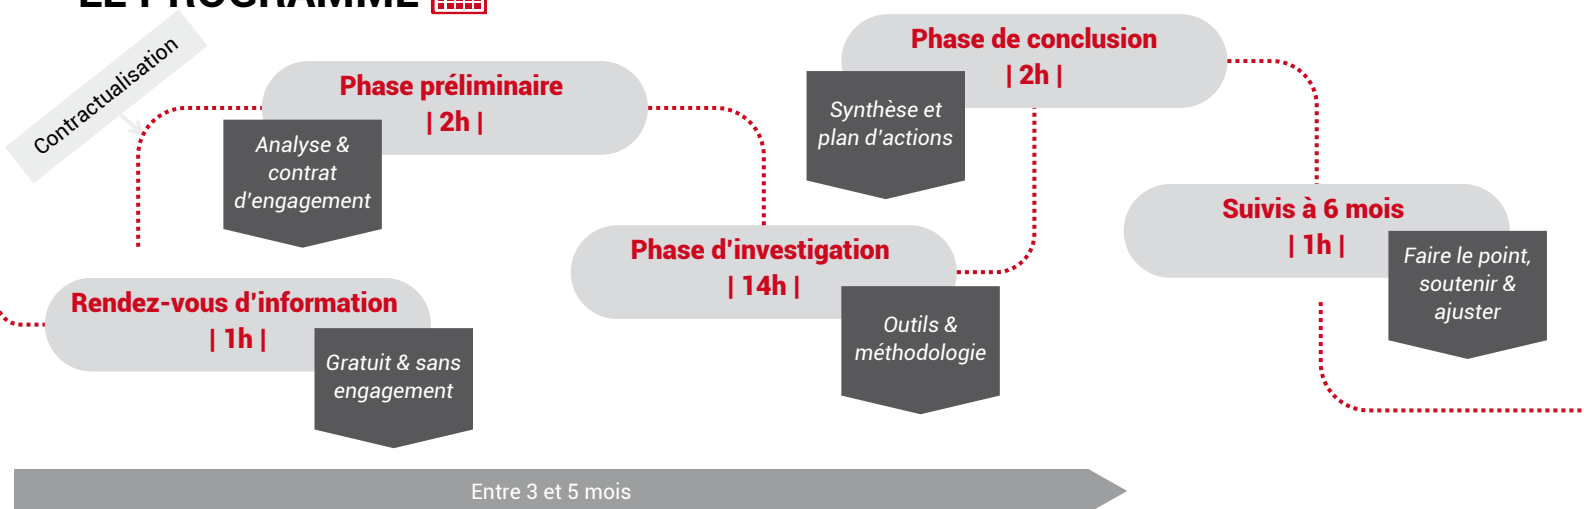 LE PROGRAMME
Contractualisation
Rendez-vous d'information
| 1h |
Gratuit & sans
engagement
Phase préliminaire
| 2h |
Analyse &
contrat
d'engagement
Phase d'investigation
| 14h |
Outils &
méthodologie
Phase de conclusion
| 2h |
Synthèse et
plan d'actions
Suivis à 6 mois
| 1h |
Faire le point,
soutenir &
ajuster
Entre 3 et 5 mois